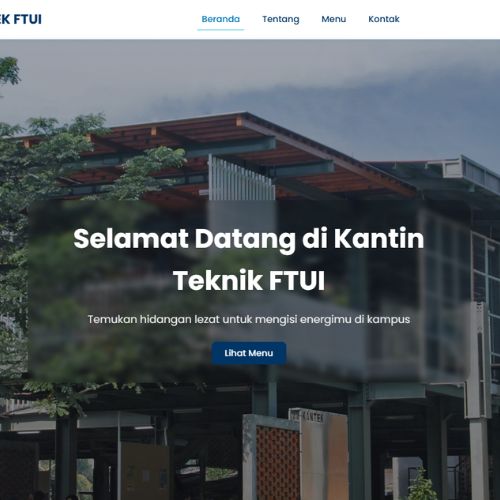 EK FTUI
Beranda Tentang Menu Kontak
Selamat Datang di Kantin
Teknik FTUI
Temukan hidangan lezat untuk mengisi energimu di kampus
Lihat Menu
KANTEK